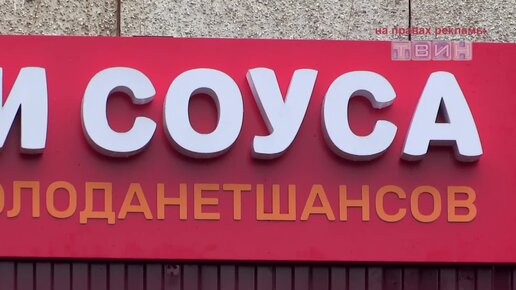 на правах рекламы
ТВИН
И СОУСА
ОЛОДАНЕТШАНСОВ